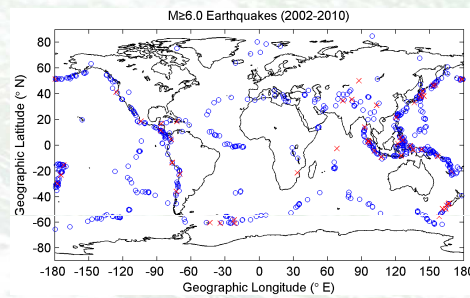 M≥6.0 Earthquakes (2002-2010)
80
60
40
20
0
-20
-40
-60
-80
Geographic Latitude (° N)
-180 -150 -120 -90 -60 -30 0 30 60 90 120 150 180
Geographic Longitude (° E)